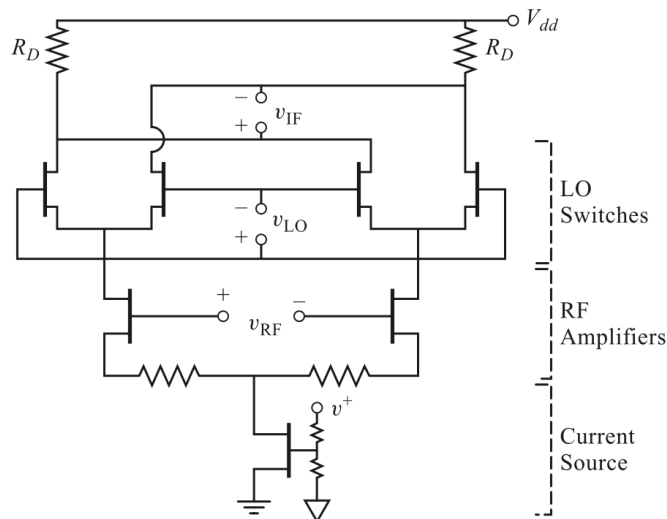 V_dd
R_D
R_D
−
v_IF
+
−
v_LO
+
LO
Switches
+
v_RF
−
RF
Amplifiers
v^+
Current
Source